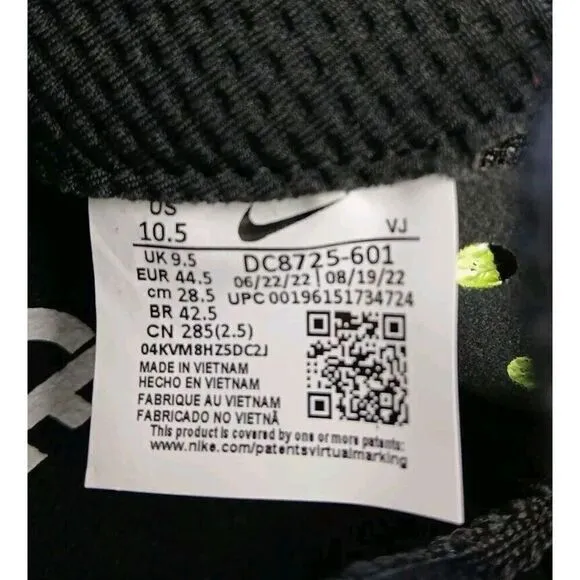 US
10.5
VJ
UK 9.5
EUR 44.5
cm 28.5
BR 42.5
CN 285(2.5)
DC8725-601
06/22/22 | 08/19/22
UPC 00196151734724
04KVM8HZ5DC2J
MADE IN VIETNAM
HECHO EN VIETNAM
FABRIQUE AU VIETNAM
FABRICADO NO VIETNÃ
This product is covered by one or more patents:
www.nike.com/patentsvirtualmarking